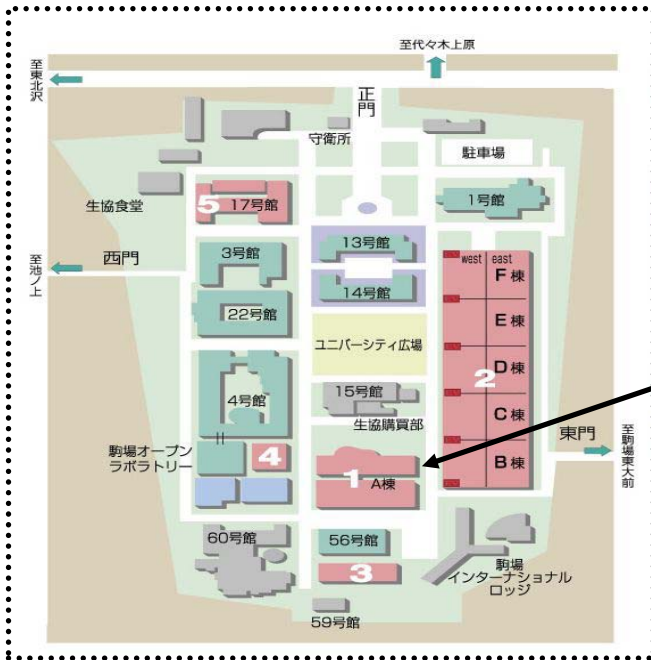 至代々木上原
至東北沢
正門
守衛所
駐車場
生協食堂
5 17号館
1号館
至池ノ上
西門
3号館
13号館
west east
F棟
14号館
22号館
E棟
ユニバーシティ広場
D棟
2
4号館
15号館
C棟
生協購買部
東門
至駒場東大前
駒場オープン
ラボラトリー
4
B棟
1 A棟
60号館
56号館
3
駒場
インターナショナル
ロッジ
59号館